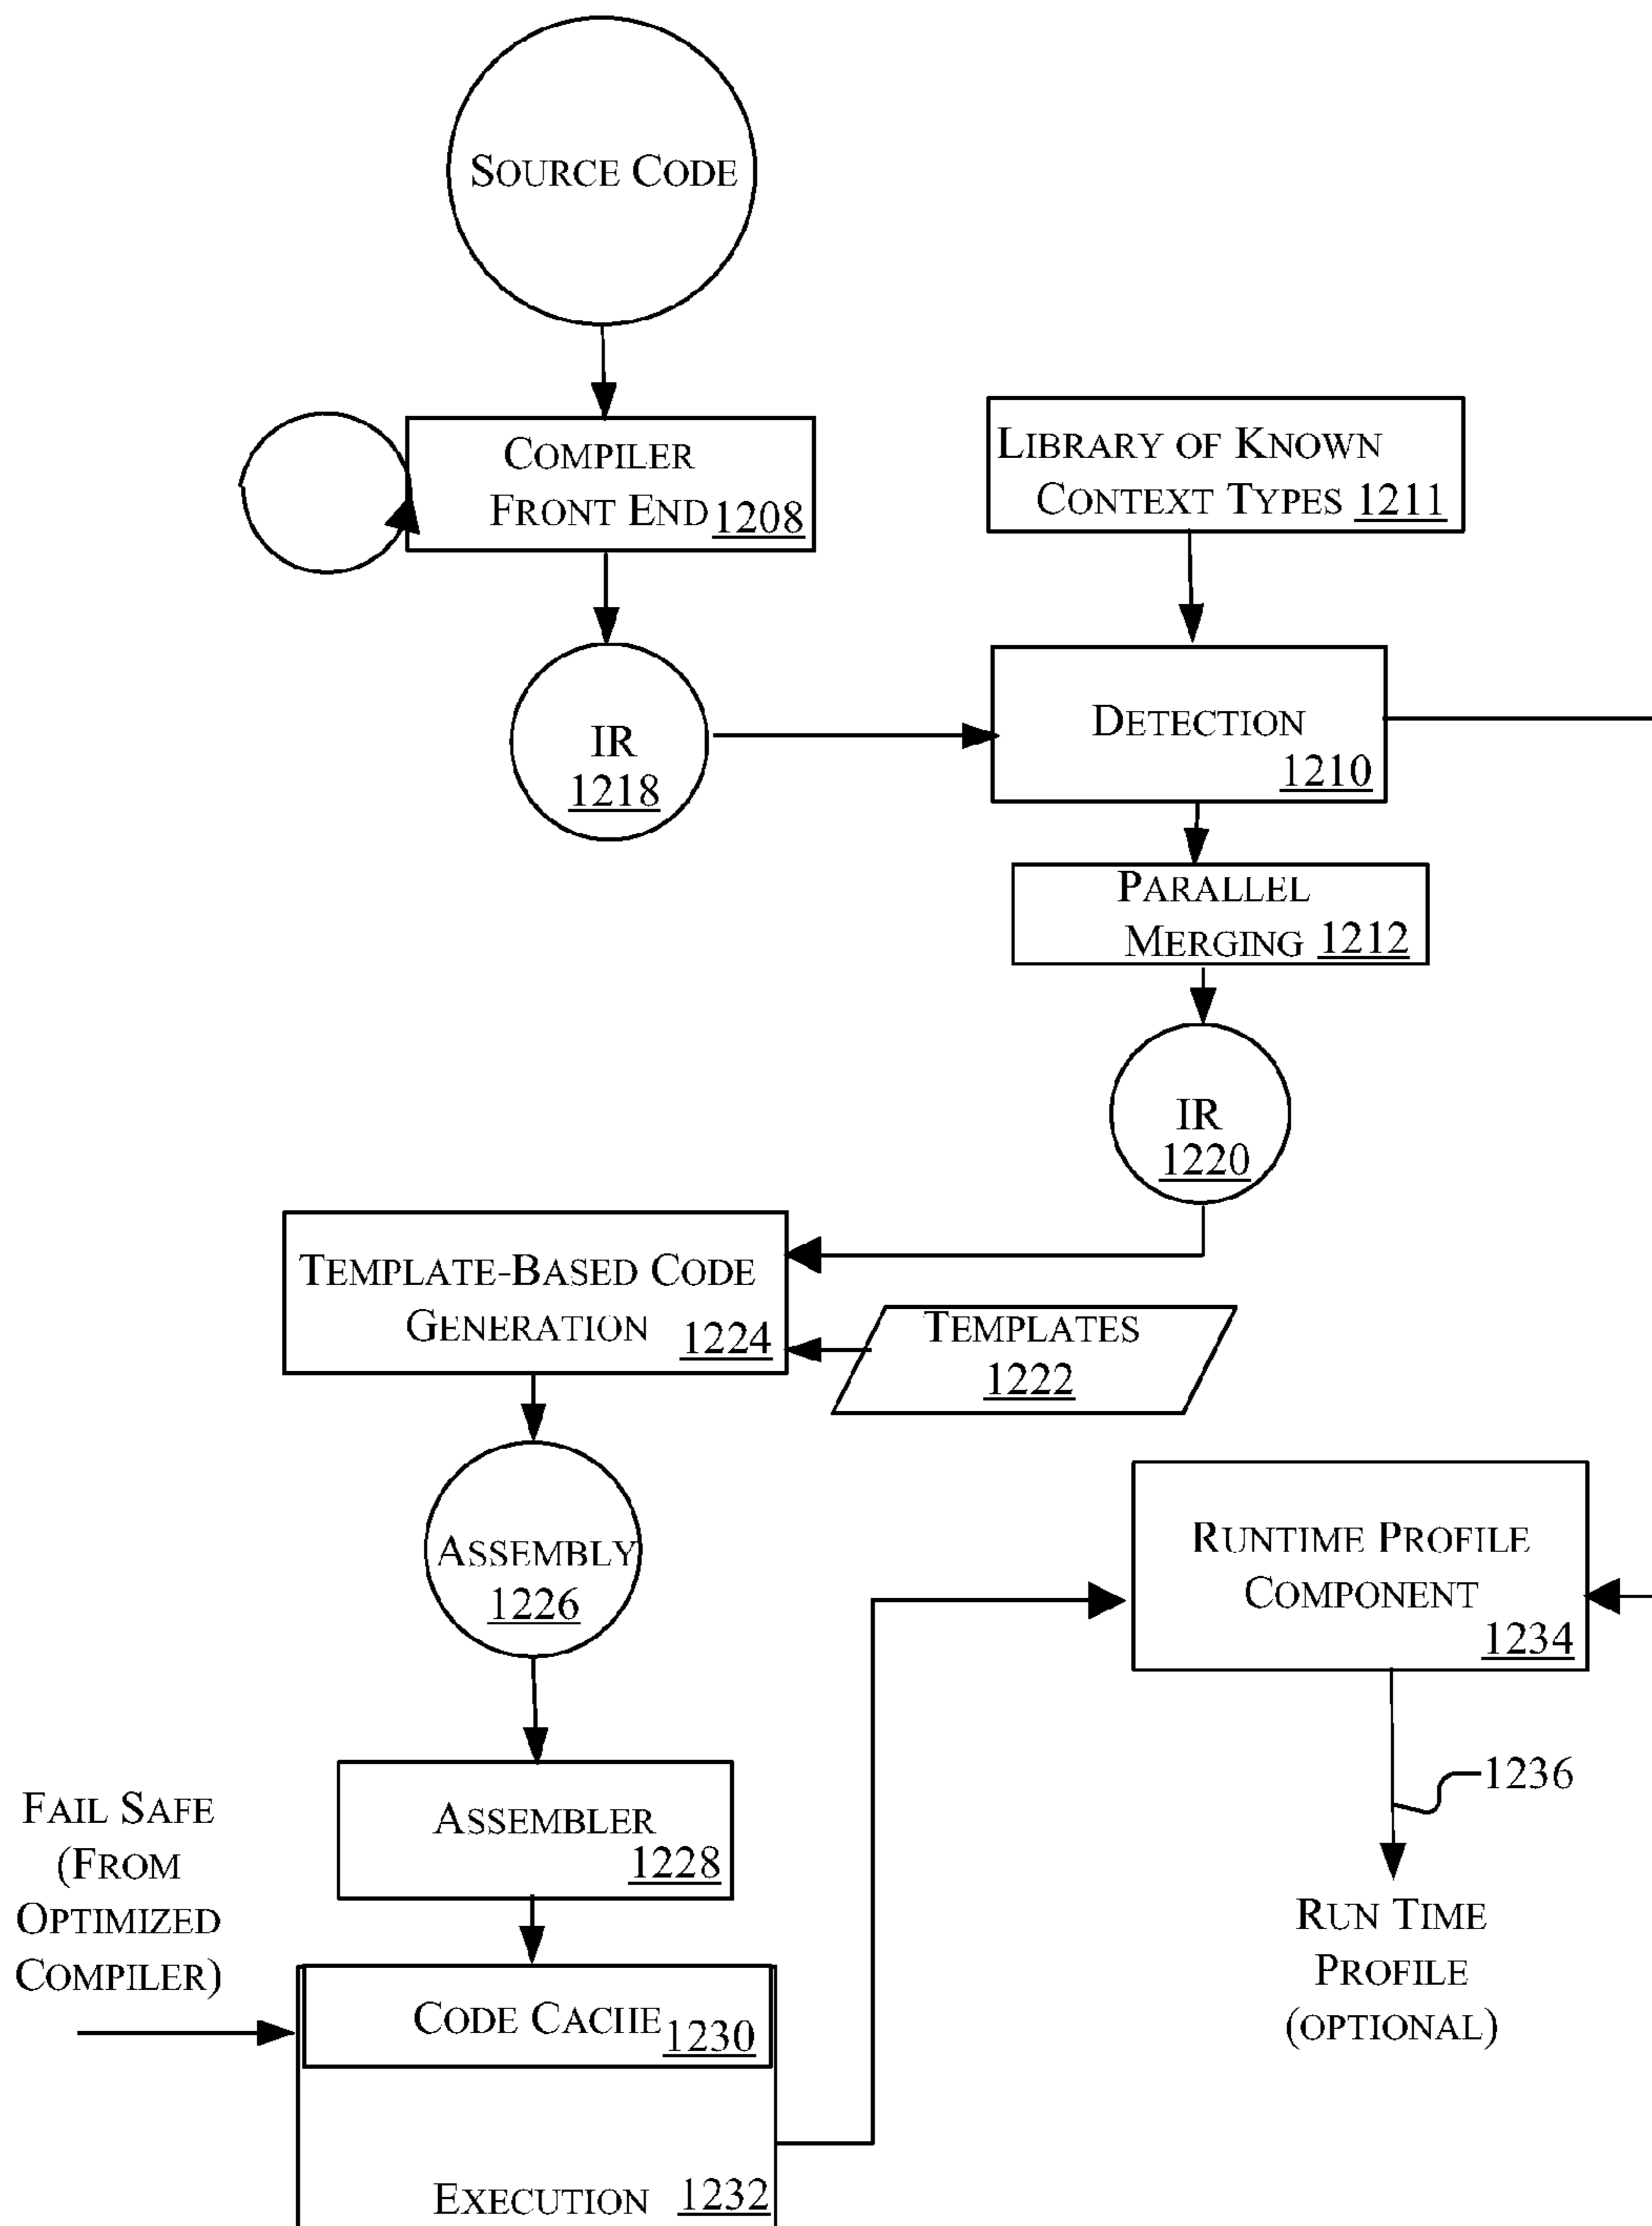 SOURCE CODE
COMPILER
FRONT END 1208
LIBRARY OF KNOWN
CONTEXT TYPES 1211
IR
1218
DETECTION
1210
PARALLEL
MERGING 1212
IR
1220
TEMPLATE-BASED CODE
GENERATION 1224
TEMPLATES
1222
ASSEMBLY
1226
RUNTIME PROFILE
COMPONENT
1234
1236
RUN TIME
PROFILE
(OPTIONAL)
ASSEMBLER
1228
FAIL SAFE
(FROM
OPTIMIZED
COMPILER)
CODE CACHE 1230
EXECUTION 1232